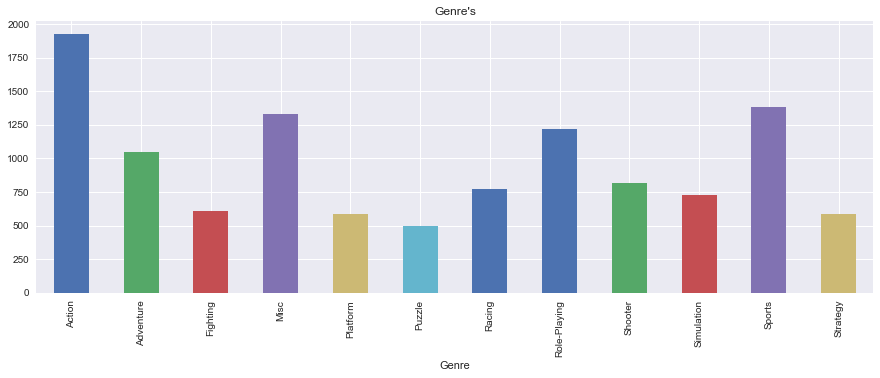 Genre's
2000
1750
1500
1250
1000
750
500
250
0
Action
Adventure
Fighting
Misc
Platform
Puzzle
Racing
Role-Playing
Shooter
Simulation
Sports
Strategy
Genre